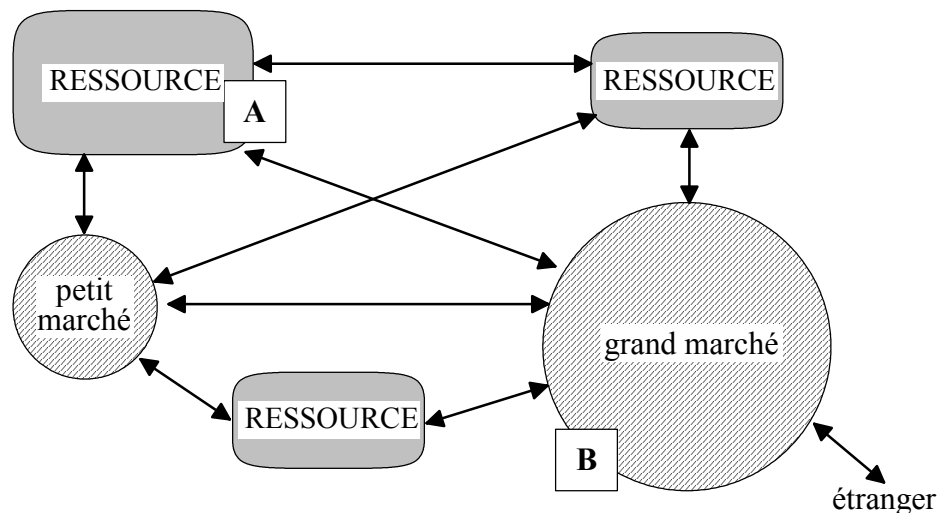 RESSOURCE
A
RESSOURCE
petit
marché
grand marché
RESSOURCE
B
étranger